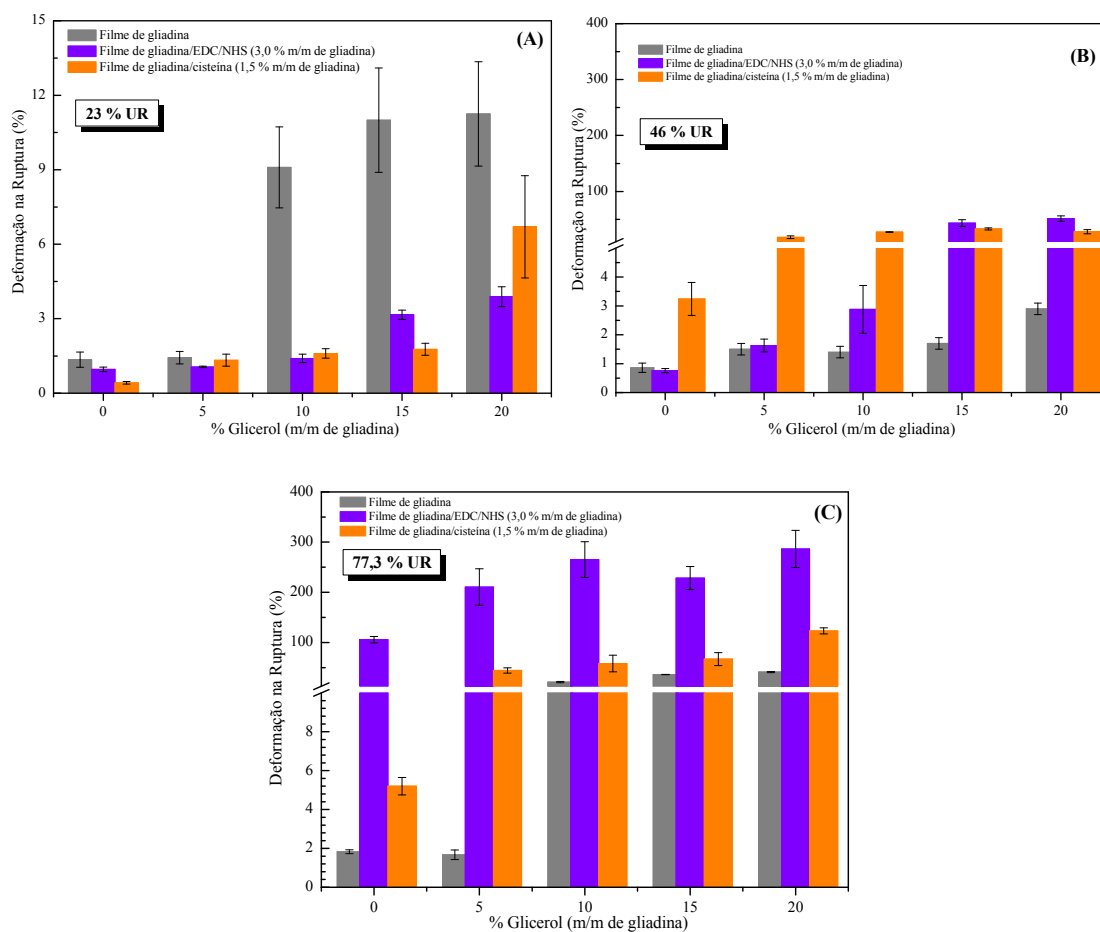 (A)
Filme de gliadina
Filme de gliadina/EDC/NHS (3,0 % m/m de gliadina)
Filme de gliadina/cisteína (1,5 % m/m de gliadina)
23 % UR
Deformação na Ruptura (%)
15
12
9
6
3
0
0 5 10 15 20
% Glicerol (m/m de gliadina)
(B)
Filme de gliadina
Filme de gliadina/EDC/NHS (3,0 % m/m de gliadina)
Filme de gliadina/cisteína (1,5 % m/m de gliadina)
46 % UR
Deformação na Ruptura (%)
400
300
200
100
4
3
2
1
0
0 5 10 15 20
% Glicerol (m/m de gliadina)
(C)
Filme de gliadina
Filme de gliadina/EDC/NHS (3,0 % m/m de gliadina)
Filme de gliadina/cisteína (1,5 % m/m de gliadina)
77,3 % UR
Deformação na Ruptura (%)
400
300
200
100
8
6
4
2
0
0 5 10 15 20
% Glicerol (m/m de gliadina)